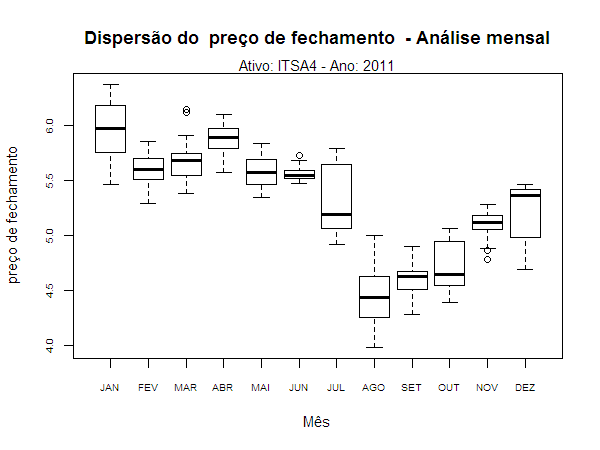 Dispersão do  preço de fechamento  - Análise mensal
Ativo: ITSA4 - Ano: 2011
preço de fechamento
6.0
5.5
5.0
4.5
4.0
JAN FEV MAR ABR MAI JUN JUL AGO SET OUT NOV DEZ
Mês